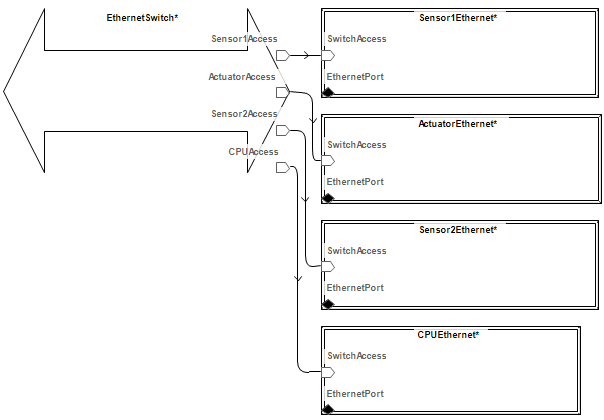 EthernetSwitch*
Sensor1Access
ActuatorAccess
Sensor2Access
CPUAccess
Sensor1Ethernet*
SwitchAccess
EthernetPort
ActuatorEthernet*
SwitchAccess
EthernetPort
Sensor2Ethernet*
SwitchAccess
EthernetPort
CPUEthernet*
SwitchAccess
EthernetPort